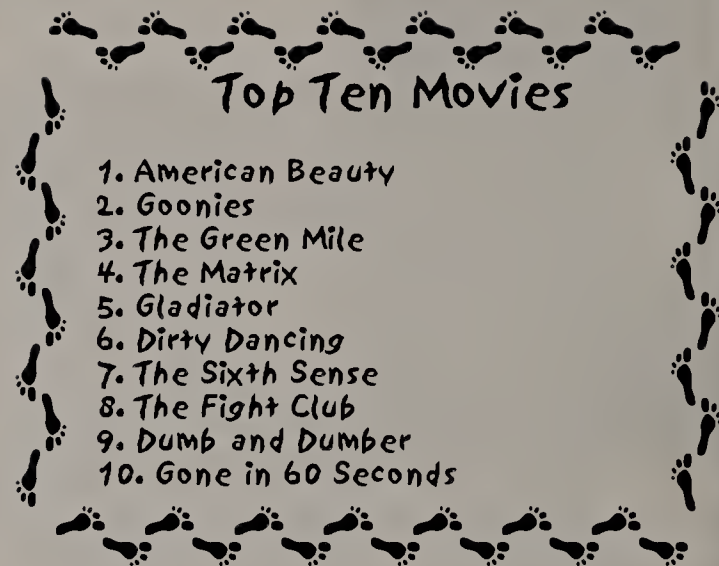 Top Ten Movies
1. American Beauty
2. Goonies
3. The Green Mile
4. The Matrix
5. Gladiator
6. Dirty Dancing
7. The Sixth Sense
8. The Fight Club
9. Dumb and Dumber
10. Gone in 60 Seconds